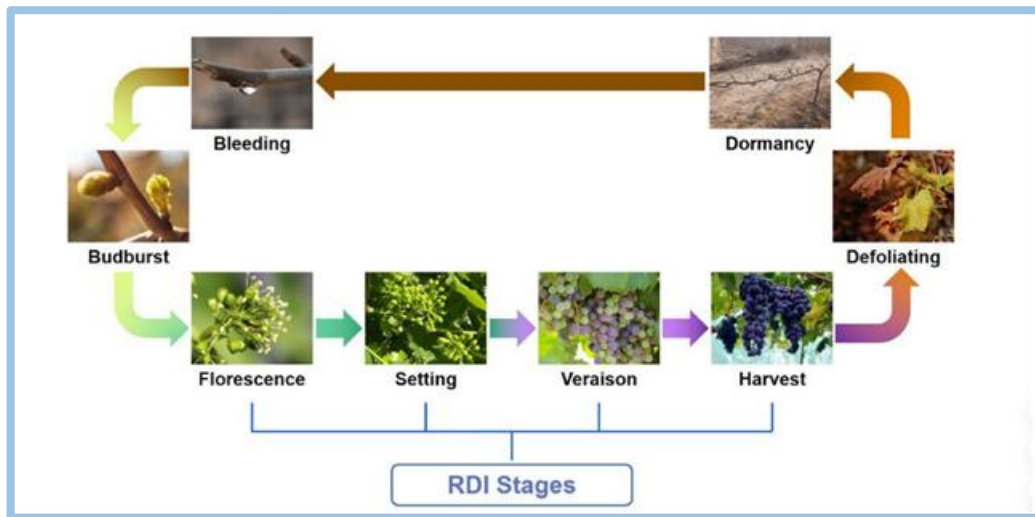 Bleeding
Dormancy
Budburst
Defoliating
Florescence
Setting
Veraison
Harvest
RDI Stages